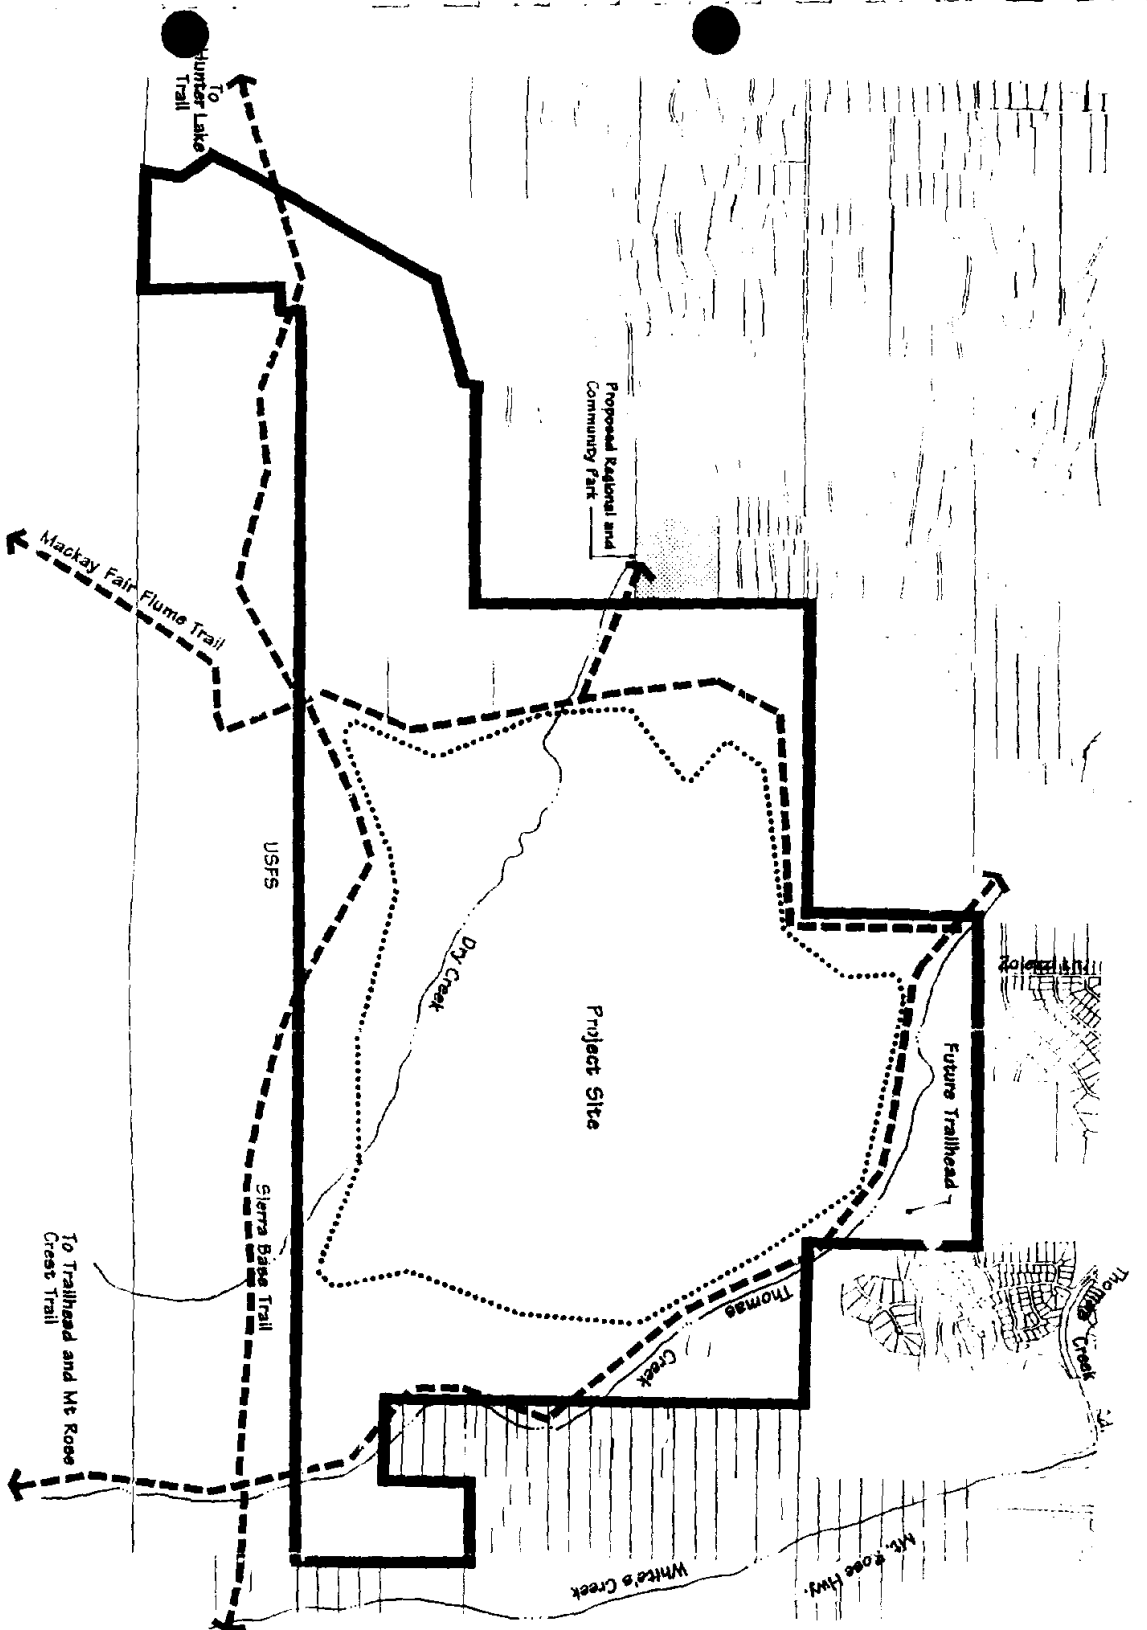 To
Hunter Lake
Trail
Proposed Regional and
Community Park
Mackay Fair Flume Trail
USFS
Dry Creek
Project Site
Zolezzi Ln.
Future Trailhead
Sierra Base Trail
To Trailhead and Mt Rose
Crest Trail
Thomas
Creek
Thomas Creek
White's Creek
Mt. Rose Hwy.